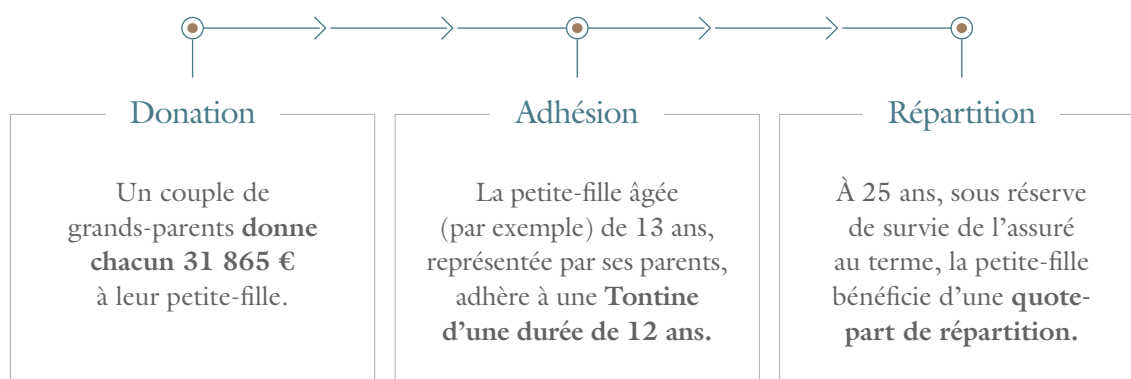 Donation
Un couple de
grands-parents donne
chacun 31 865 €
à leur petite-fille.
Adhésion
La petite-fille âgée
(par exemple) de 13 ans,
représentée par ses parents,
adhère à une Tontine
d’une durée de 12 ans.
Répartition
À 25 ans, sous réserve
de survie de l’assuré
au terme, la petite-fille
bénéficie d’une quote-
part de répartition.